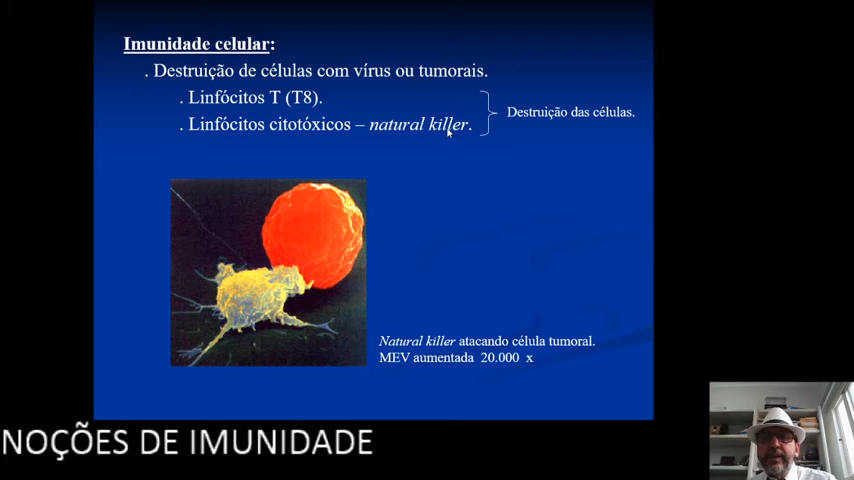 Imunidade celular:
. Destruição de células com vírus ou tumorais.
. Linfócitos T (T8).
. Linfócitos citotóxicos – natural killer.
Destruição das células.
Natural killer atacando célula tumoral.
MEV aumentada 20.000 x
NOÇÕES DE IMUNIDADE